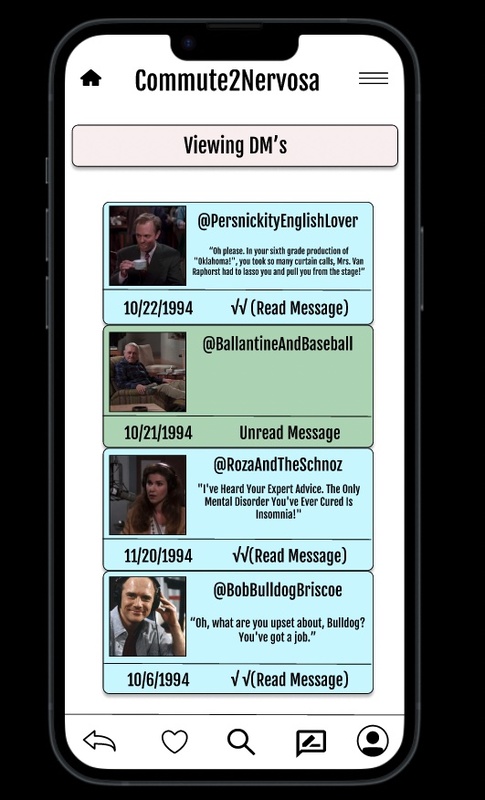 Commute2Nervosa
Viewing DM's
@PersnickityEnglishLover
"Oh please. In your sixth grade production of
"Oklahoma!", you took so many curtain calls, Mrs. Van
Raphorst had to lasso you and pull you from the stage!"
10/22/1994 √√ (Read Message)
@BallantineAndBaseball
10/21/1994 Unread Message
@RozaAndTheSchnoz
"I've Heard Your Expert Advice. The Only
Mental Disorder You've Ever Cured Is
Insomnia!"
11/20/1994 √√(Read Message)
@BobBulldogBriscoe
"Oh, what are you upset about, Bulldog?
You've got a job."
10/6/1994 √ √(Read Message)